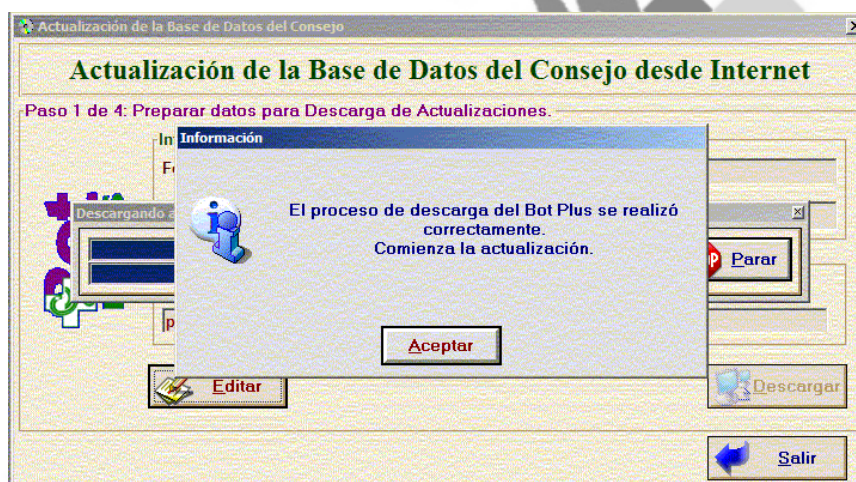 Actualización de la Base de Datos del Consejo
Actualización de la Base de Datos del Consejo desde Internet
Paso 1 de 4: Preparar datos para Descarga de Actualizaciones.
Información
El proceso de descarga del Bot Plus se realizó
correctamente.
Comienza la actualización.
Aceptar
Descargando a
Parar
Editar
Descargar
Salir